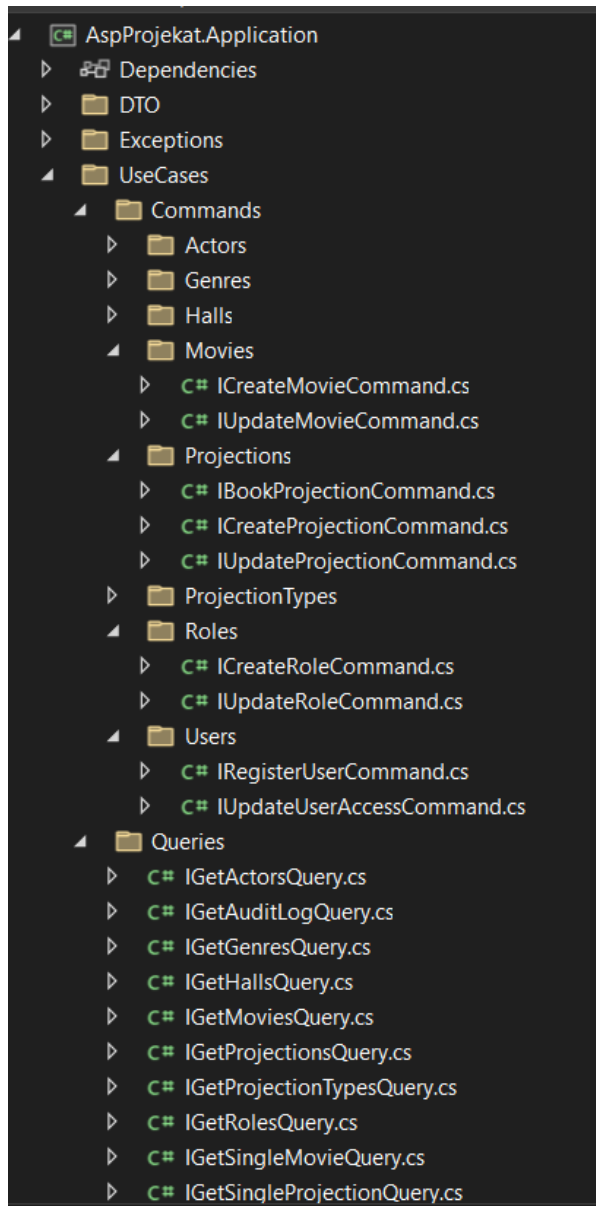 C# AspProjekat.Application
Dependencies
DTO
Exceptions
UseCases
Commands
Actors
Genres
Halls
Movies
C# ICreateMovieCommand.cs
C# IUpdateMovieCommand.cs
Projections
C# IBookProjectionCommand.cs
C# ICreateProjectionCommand.cs
C# IUpdateProjectionCommand.cs
ProjectionTypes
Roles
C# ICreateRoleCommand.cs
C# IUpdateRoleCommand.cs
Users
C# IRegisterUserCommand.cs
C# IUpdateUserAccessCommand.cs
Queries
C# IGetActorsQuery.cs
C# IGetAuditLogQuery.cs
C# IGetGenresQuery.cs
C# IGetHallsQuery.cs
C# IGetMoviesQuery.cs
C# IGetProjectionsQuery.cs
C# IGetProjectionTypesQuery.cs
C# IGetRolesQuery.cs
C# IGetSingleMovieQuery.cs
C# IGetSingleProjectionQuery.cs